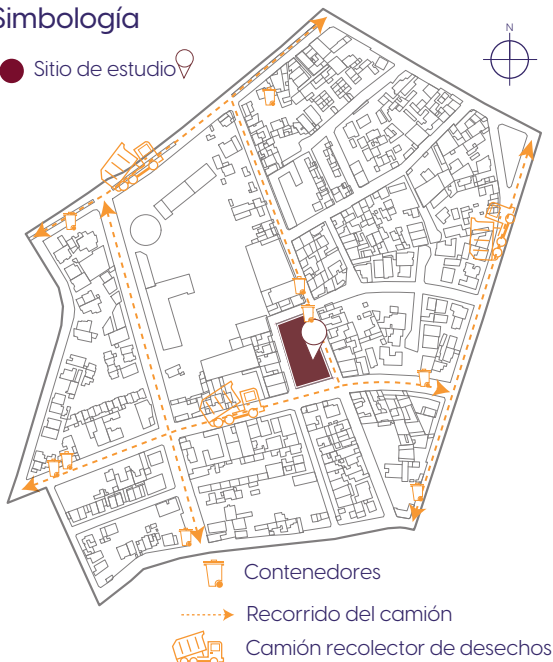 Simbología
Sitio de estudio
N
Contenedores
Recorrido del camión
Camión recolector de desechos